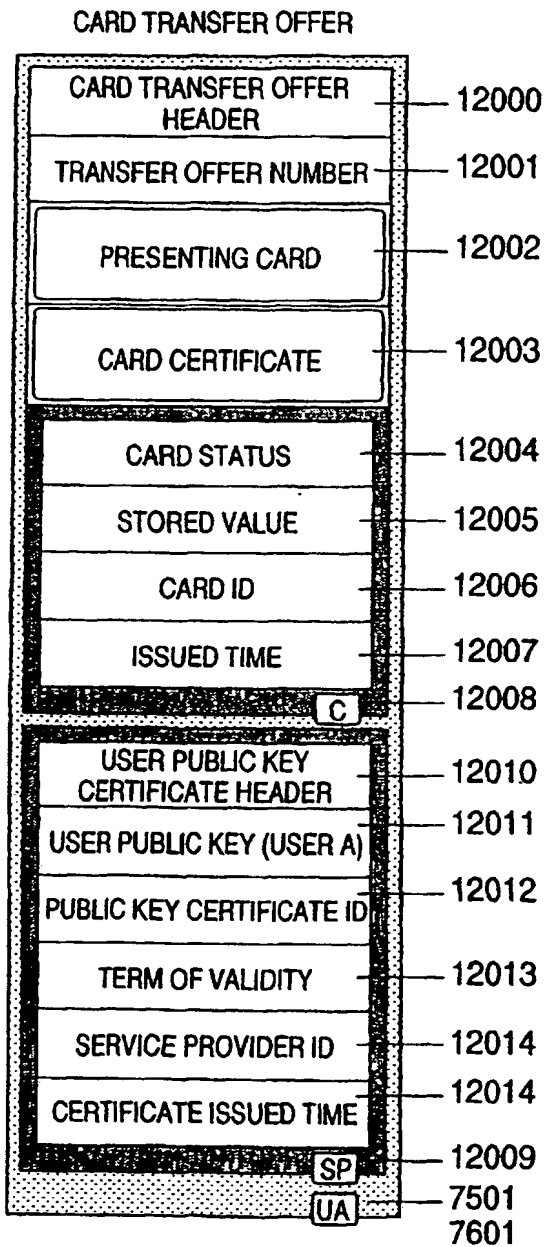 CARD TRANSFER OFFER
CARD TRANSFER OFFER
HEADER
12000
TRANSFER OFFER NUMBER
12001
PRESENTING CARD
12002
CARD CERTIFICATE
12003
CARD STATUS
12004
STORED VALUE
12005
CARD ID
12006
ISSUED TIME
12007
C
12008
USER PUBLIC KEY
CERTIFICATE HEADER
12010
USER PUBLIC KEY (USER A)
12011
PUBLIC KEY CERTIFICATE ID
12012
TERM OF VALIDITY
12013
SERVICE PROVIDER ID
12014
CERTIFICATE ISSUED TIME
12014
SP
12009
UA
7501
7601